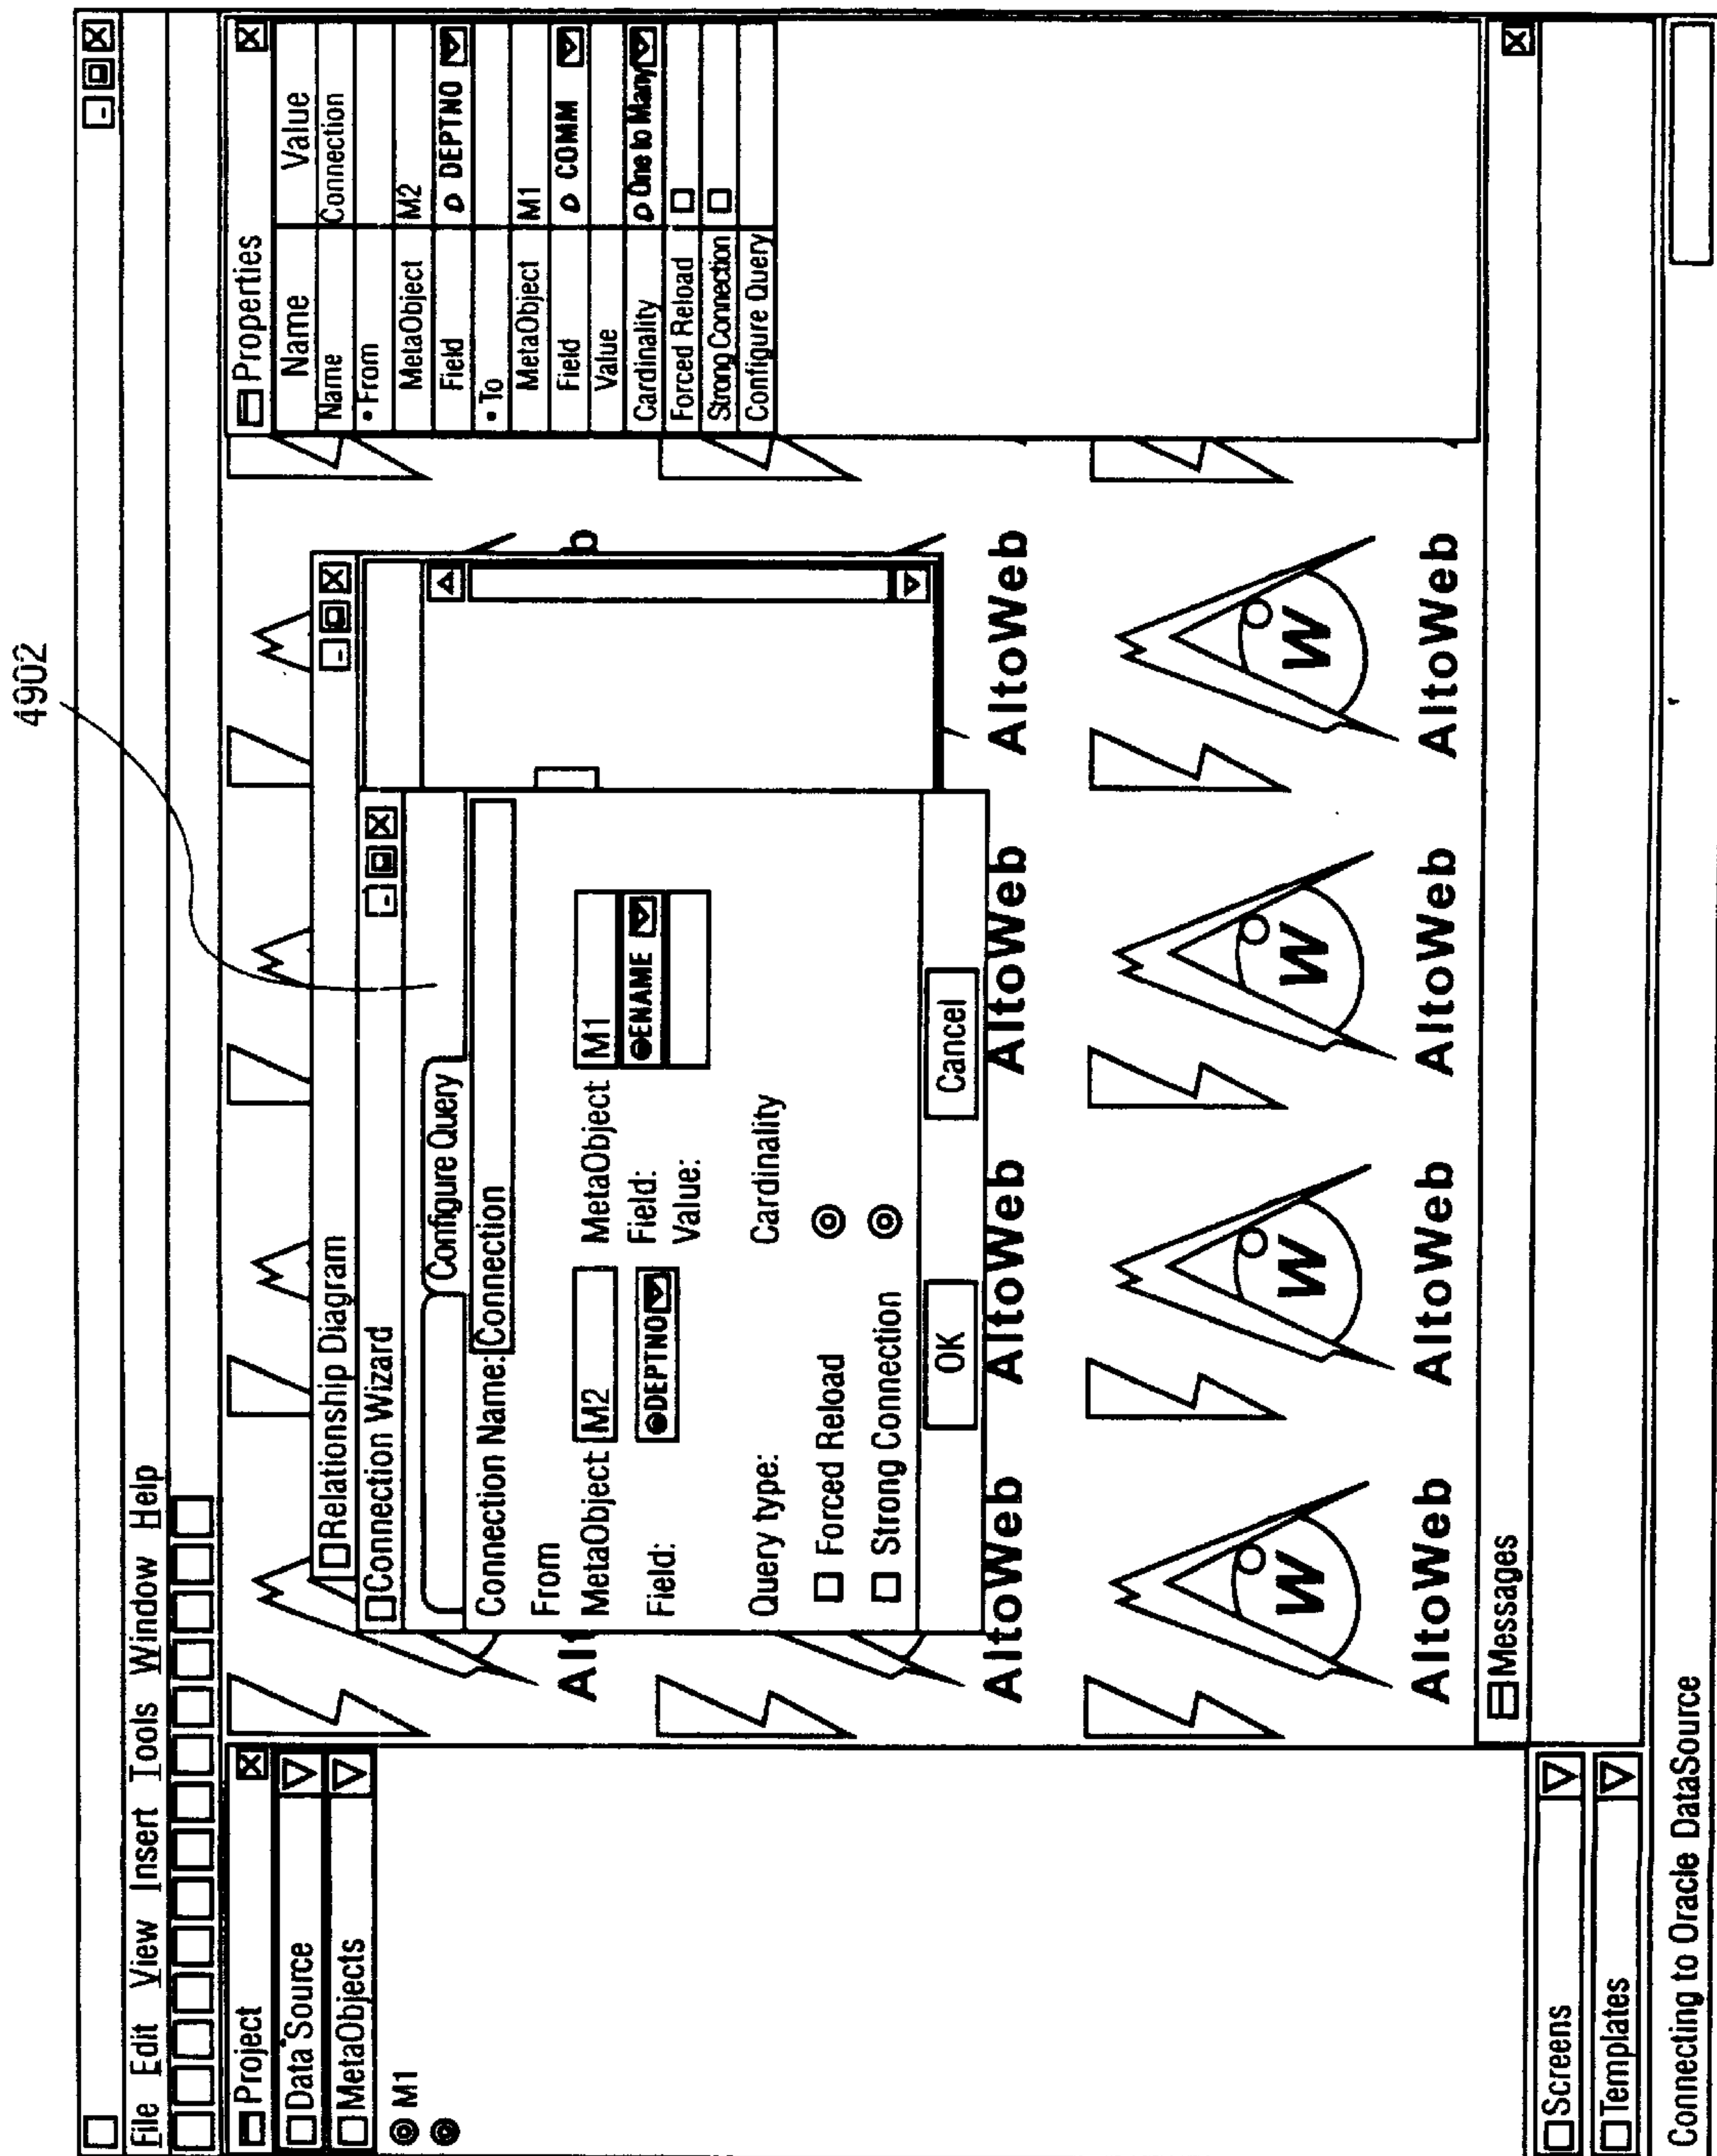 4902
File Edit View Insert Tools Window Help
Project
Data Source
MetaObjects
M1
Screens
Templates
Relationship Diagram
Connection Wizard
Configure Query
Connection Name: Connection
From
MetaObject M2 MetaObject M1
Field: DEPTNO Field: ENAME
Value:
Query type: Cardinality
Forced Reload
Strong Connection
OK Cancel
Properties
Name Value
Name Connection
• From
MetaObject M2
Field DEPTNO
• To
MetaObject M1
Field COMM
Value
Cardinality One to Many
Forced Reload
Strong Connection
Configure Query
Al
b
AltoWeb AltoWeb AltoWeb AltoWeb
W W W W
AltoWeb AltoWeb AltoWeb AltoWeb
Messages
Connecting to Oracle DataSource